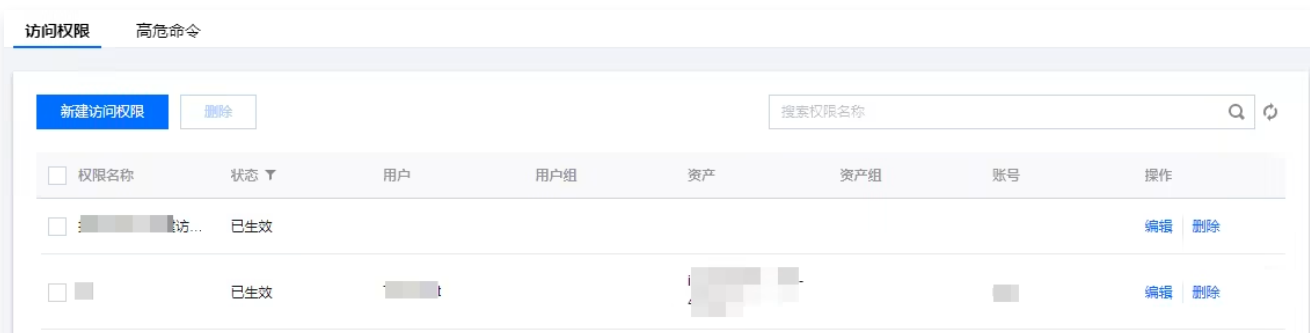 访问权限 高危命令
新建访问权限 删除 搜索权限名称
权限名称 状态 用户 用户组 资产 资产组 账号 操作
访... 已生效 编辑 删除
已生效 编辑 删除